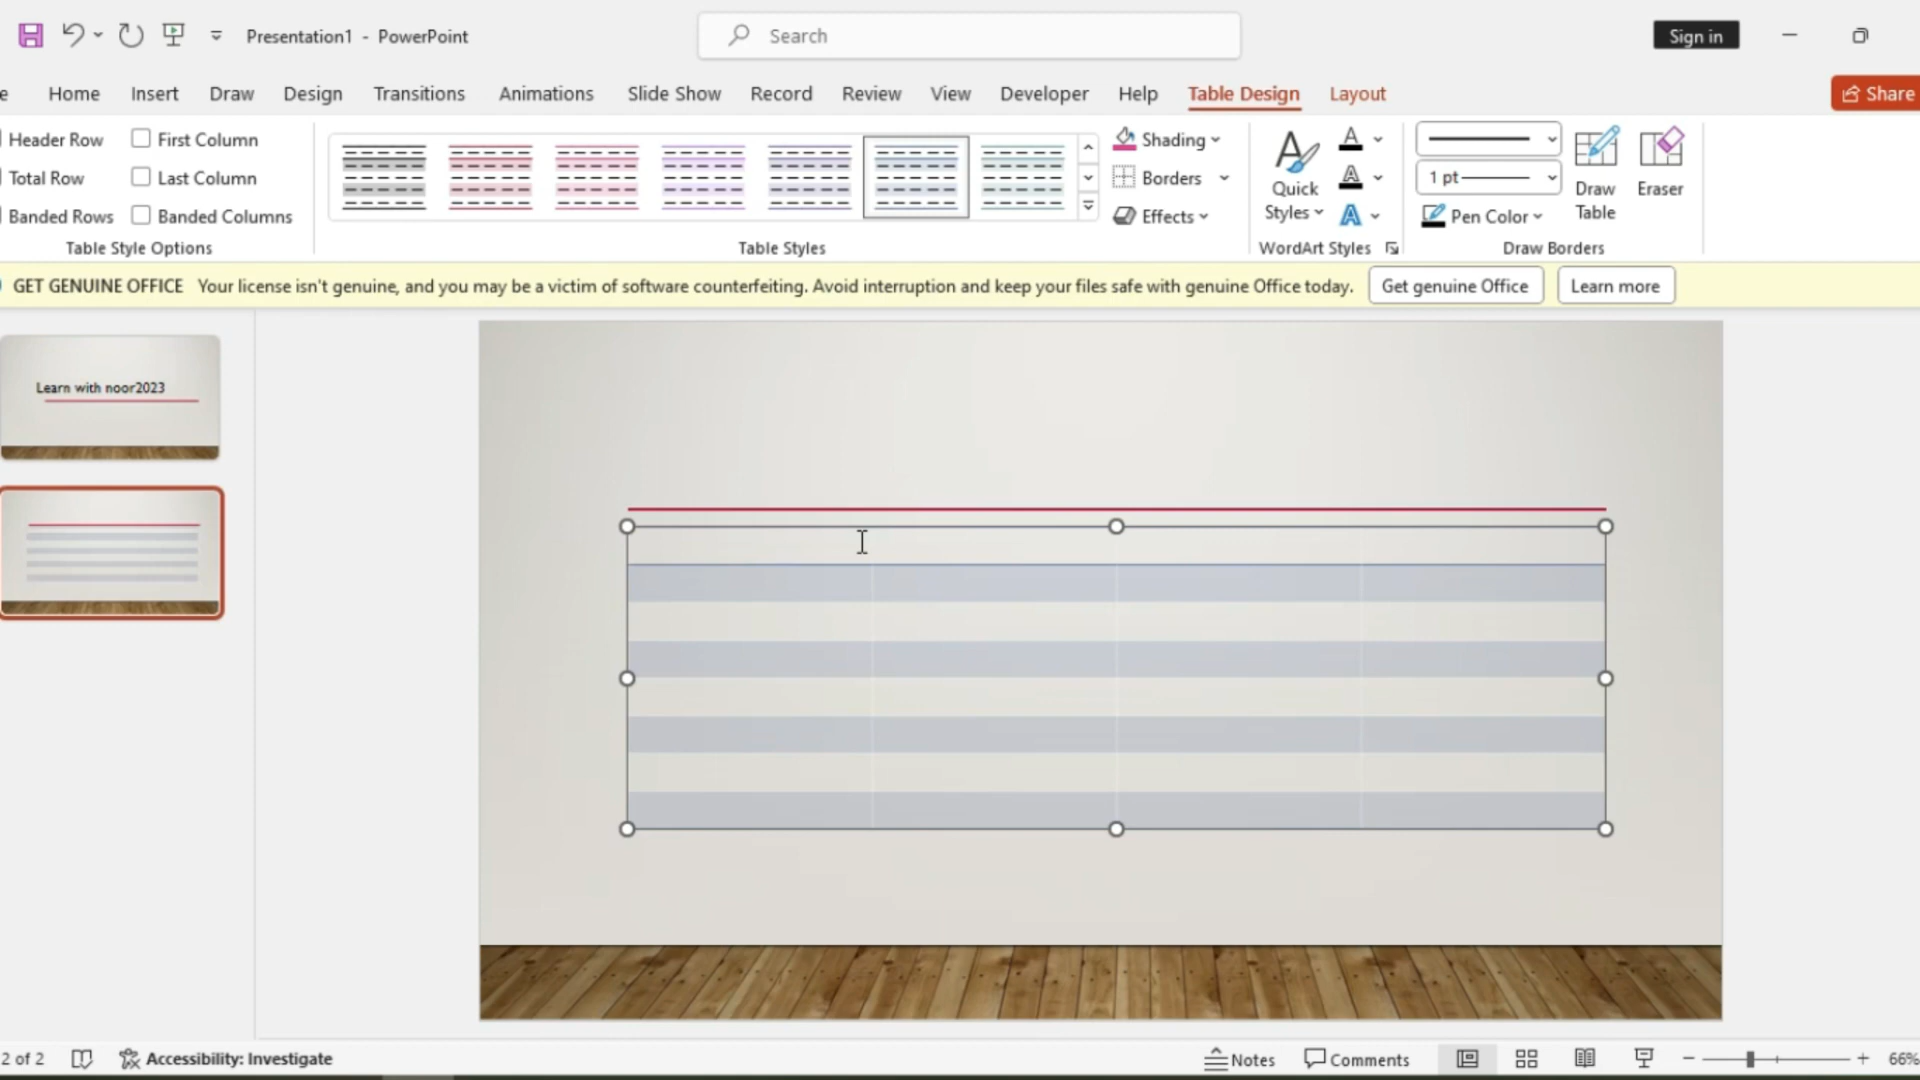 Presentation1 - PowerPoint
Search
Sign in
e Home Insert Draw Design Transitions Animations Slide Show Record Review View Developer Help Table Design Layout
Share
Header Row First Column
Total Row Last Column
Banded Rows Banded Columns
Table Style Options
Table Styles
Shading
Borders
Effects
Quick
Styles
WordArt Styles
1 pt
Pen Color
Draw
Table
Eraser
Draw Borders
GET GENUINE OFFICE Your license isn't genuine, and you may be a victim of software counterfeiting. Avoid interruption and keep your files safe with genuine Office today. Get genuine Office Learn more
Learn with noor2023
2 of 2 Accessibility: Investigate Notes Comments 66%